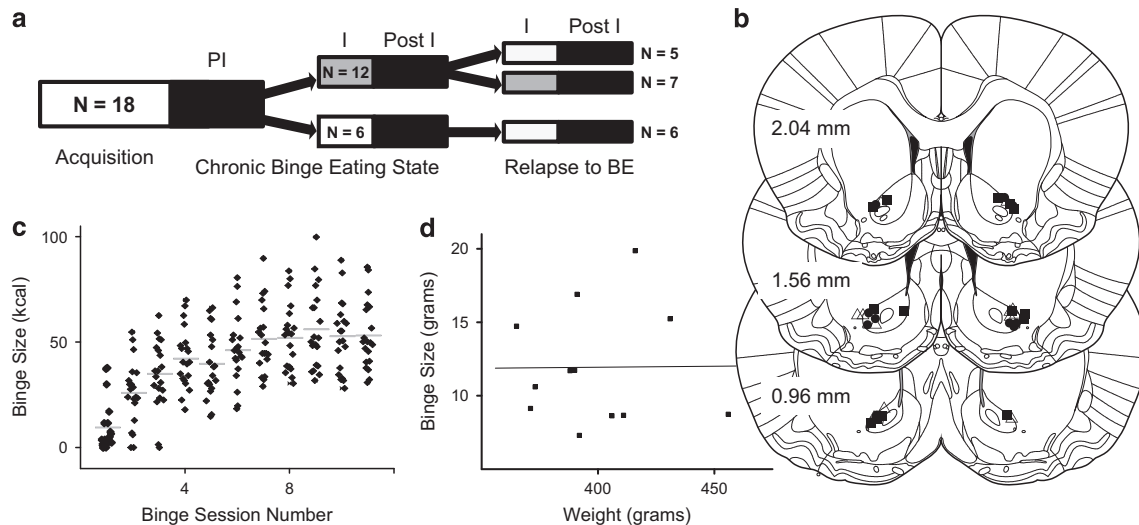 a
PI
I Post I
I Post I
N = 18
N = 12
N = 6
N = 5
N = 7
N = 6
Acquisition
Chronic Binge Eating State
Relapse to BE
b
2.04 mm
1.56 mm
0.96 mm
c
Binge Size (kcal)
100
50
0
4 8
Binge Session Number
d
Binge Size (grams)
20
15
10
400 450
Weight (grams)